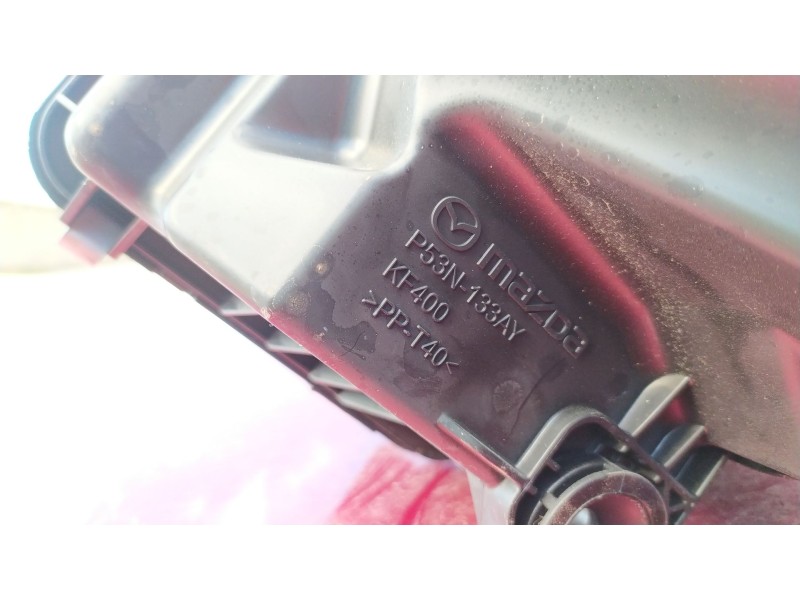 mazda
P53N-133AY
KF400
>PP-T40<